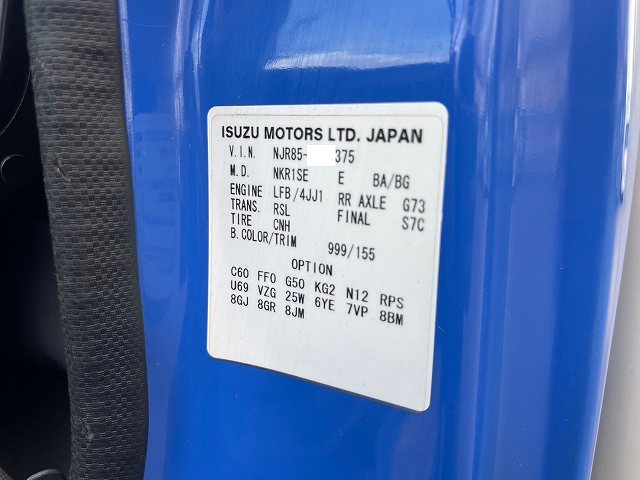 ISUZU MOTORS LTD. JAPAN
V.I.N. NJR85- 375
M.D. NKR1SE E BA/BG
ENGINE LFB/4JJ1 RR AXLE G73
TRANS. RSL FINAL S7C
TIRE CNH
B.COLOR/TRIM 999/155
OPTION
C60 FF0 G50 KG2 N12 RPS
U69 VZG 25W 6YE 7VP 8BM
8GJ 8GR 8JM